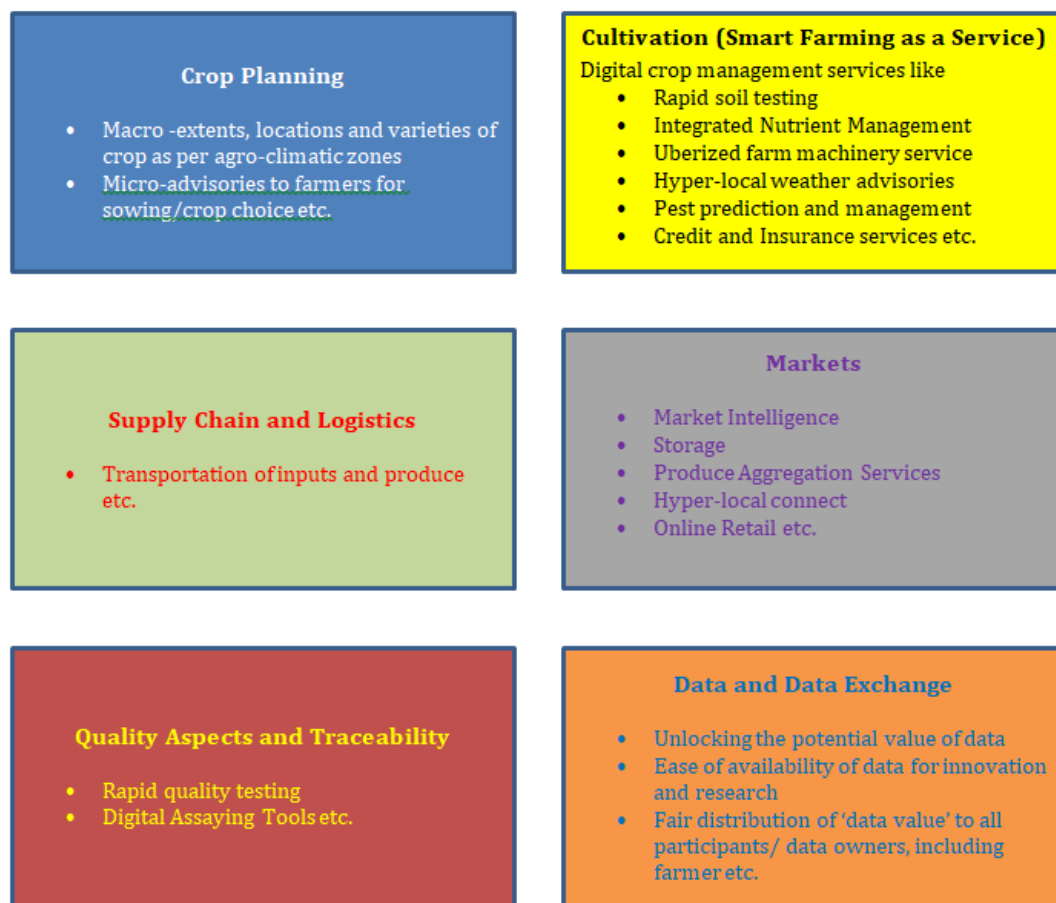 Crop Planning
• Macro -extents, locations and varieties of
crop as per agro-climatic zones
• Micro-advisories to farmers for
sowing/crop choice etc.
Cultivation (Smart Farming as a Service)
Digital crop management services like
• Rapid soil testing
• Integrated Nutrient Management
• Uberized farm machinery service
• Hyper-local weather advisories
• Pest prediction and management
• Credit and Insurance services etc.
Supply Chain and Logistics
• Transportation of inputs and produce
etc.
Markets
• Market Intelligence
• Storage
• Produce Aggregation Services
• Hyper-local connect
• Online Retail etc.
Quality Aspects and Traceability
• Rapid quality testing
• Digital Assaying Tools etc.
Data and Data Exchange
• Unlocking the potential value of data
• Ease of availability of data for innovation
and research
• Fair distribution of ‘data value’ to all
participants/ data owners, including
farmer etc.